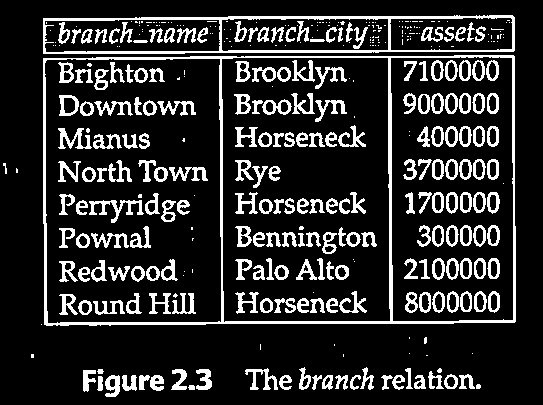 branch_name branch_city assets
Brighton Brooklyn 7100000
Downtown Brooklyn 9000000
Mianus Horseneck 400000
North Town Rye 3700000
Perryridge Horseneck 1700000
Pownal Bennington 300000
Redwood Palo Alto 2100000
Round Hill Horseneck 8000000
Figure 2.3 The branch relation.